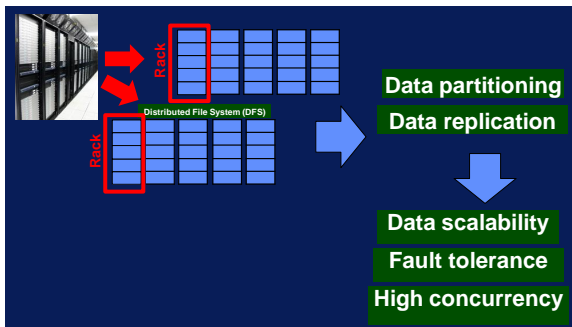 Rack
Distributed File System (DFS)
Rack
Data partitioning
Data replication
Data scalability
Fault tolerance
High concurrency